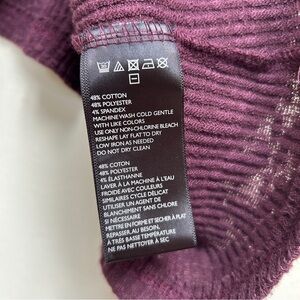 48% COTTON
48% POLYESTER
4% SPANDEX
MACHINE WASH COLD GENTLE
WITH LIKE COLORS
USE ONLY NON-CHLORINE BLEACH
RESHAPE LAY FLAT TO DRY
LOW IRON AS NEEDED
DO NOT DRY CLEAN
48% COTON
48% POLYESTER
4% ÉLASTHANNE
LAVER À LA MACHINE À L'EAU
FROIDE AVEC COULEURS
SIMILAIRES CYCLE DÉLICAT
UTILISER UN AGENT DE
BLANCHIMENT SANS CHLORE
SI NÉCESSAIRE
METTRE EN FORME ET SÉCHER À PLAT
REPASSER, AU BESOIN,
À TRÈS BASSE TEMPÉRATURE
NE PAS NETTOYER À SEC